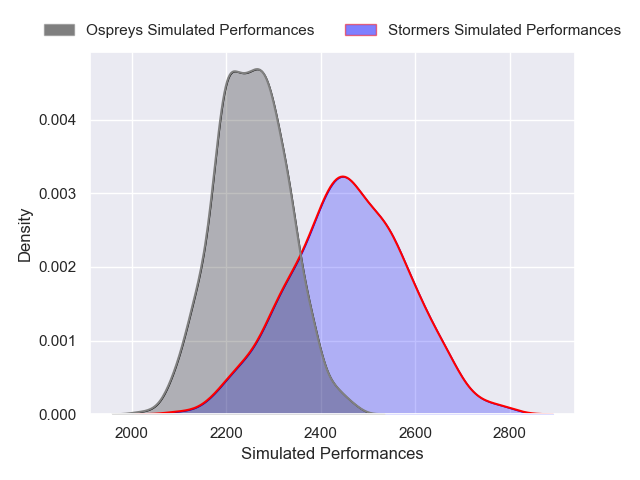 Ospreys Simulated Performances
Stormers Simulated Performances
Density
0.004
0.003
0.002
0.001
0.000
2000
2200
2400
2600
2800
Simulated Performances